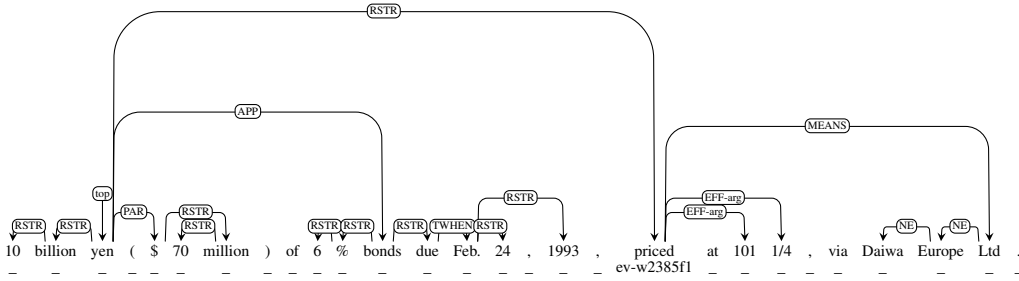 RSTR
APP
MEANS
top
RSTR
EFF-arg
PAR
RSTR
EFF-arg
RSTR RSTR RSTR RSTR RSTR RSTR TWHEN RSTR NE NE
10 billion yen ( $ 70 million ) of 6 % bonds due Feb. 24 , 1993 , priced at 101 1/4 , via Daiwa Europe Ltd .
_ _ _ _ _ _ _ _ _ _ _ _ _ _ _ _ _ _ ev-w2385f1 _ _ _ _ _ _ _ _ _